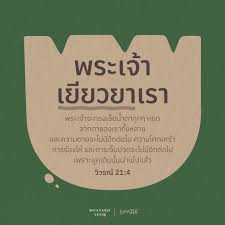 พระเจ้า
เยียวยาเรา
พระเจ้าจะทรงเช็ดน้ำตาทุกๆ หยด
จากตาของเขาทั้งหลาย
และความตายจะไม่มีอีกต่อไป ความโศกเศร้า
การร้องไห้ และการเจ็บปวดจะไม่มีอีกต่อไป
เพราะยุคเดิมนั้นผ่านไปแล้ว
วิวรณ์ 21:4
MUSTARD
SEED
John316